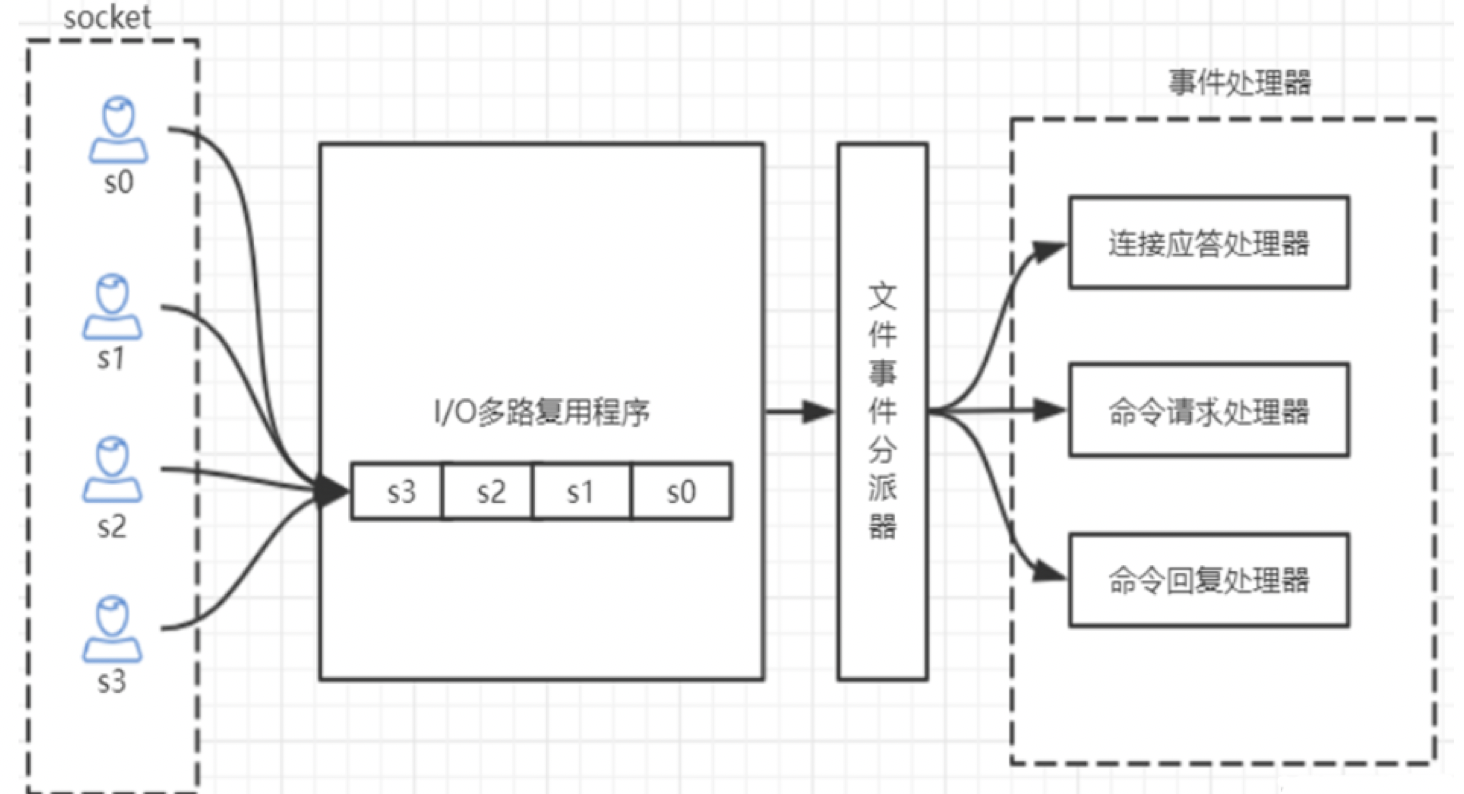 socket
s0
s1
s2
s3
I/O多路复用程序
s3 s2 s1 s0
文件事件分派器
事件处理器
连接应答处理器
命令请求处理器
命令回复处理器